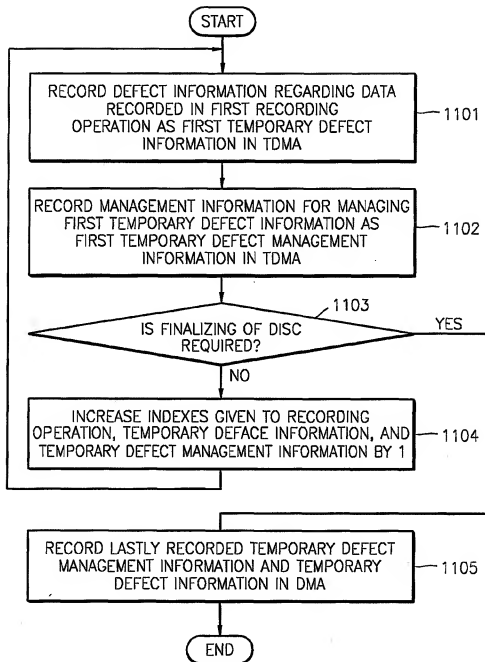 START
RECORD DEFECT INFORMATION REGARDING DATA
RECORDED IN FIRST RECORDING
OPERATION AS FIRST TEMPORARY DEFECT
INFORMATION IN TDMA
1101
RECORD MANAGEMENT INFORMATION FOR MANAGING
FIRST TEMPORARY DEFECT INFORMATION AS
FIRST TEMPORARY DEFECT MANAGEMENT
INFORMATION IN TDMA
1102
1103
IS FINALIZING OF DISC
REQUIRED?
YES
NO
INCREASE INDEXES GIVEN TO RECORDING
OPERATION, TEMPORARY DEFACE INFORMATION, AND
TEMPORARY DEFECT MANAGEMENT INFORMATION BY 1
1104
RECORD LASTLY RECORDED TEMPORARY DEFECT
MANAGEMENT INFORMATION AND TEMPORARY
DEFECT INFORMATION IN DMA
1105
END